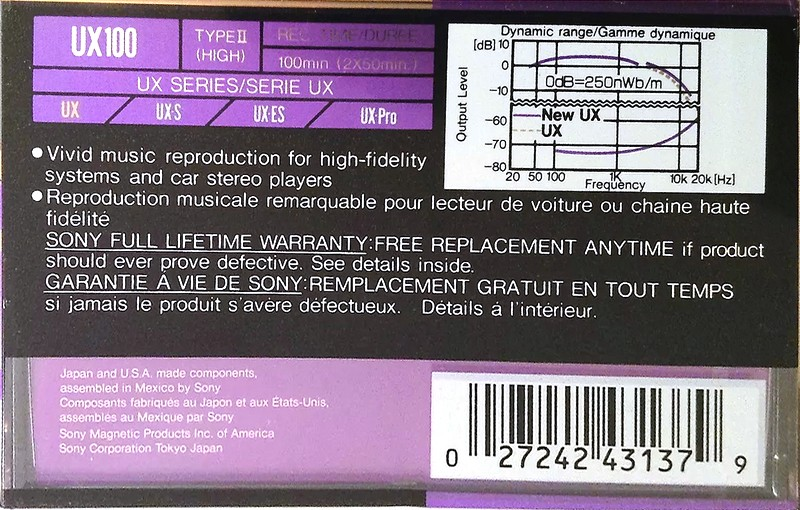 UX100
TYPE II
(HIGH)
REC. TIME/DURÉE
100min. (2X50min.)
UX SERIES/SERIE UX
UX UX-S UX-ES UX-Pro
Dynamic range/Gamme dynamique
[dB] 10
0
-10
-60
-70
-80
Output Level
0dB=250nWb/m
New UX
UX
20 50 100 1K 10k 20k [Hz]
Frequency
●Vivid music reproduction for high-fidelity
systems and car stereo players
●Reproduction musicale remarquable pour lecteur de voiture ou chaine haute
fidélité
SONY FULL LIFETIME WARRANTY:FREE REPLACEMENT ANYTIME if product
should ever prove defective. See details inside.
GARANTIE À VIE DE SONY:REMPLACEMENT GRATUIT EN TOUT TEMPS
si jamais le produit s'avère défectueux. Détails à l'intérieur.
Japan and U.S.A. made components,
assembled in Mexico by Sony
Composants fabriqués au Japon et aux États-Unis,
assemblés au Mexique par Sony
Sony Magnetic Products Inc. of America
Sony Corporation Tokyo Japan
0 27242 43137 9